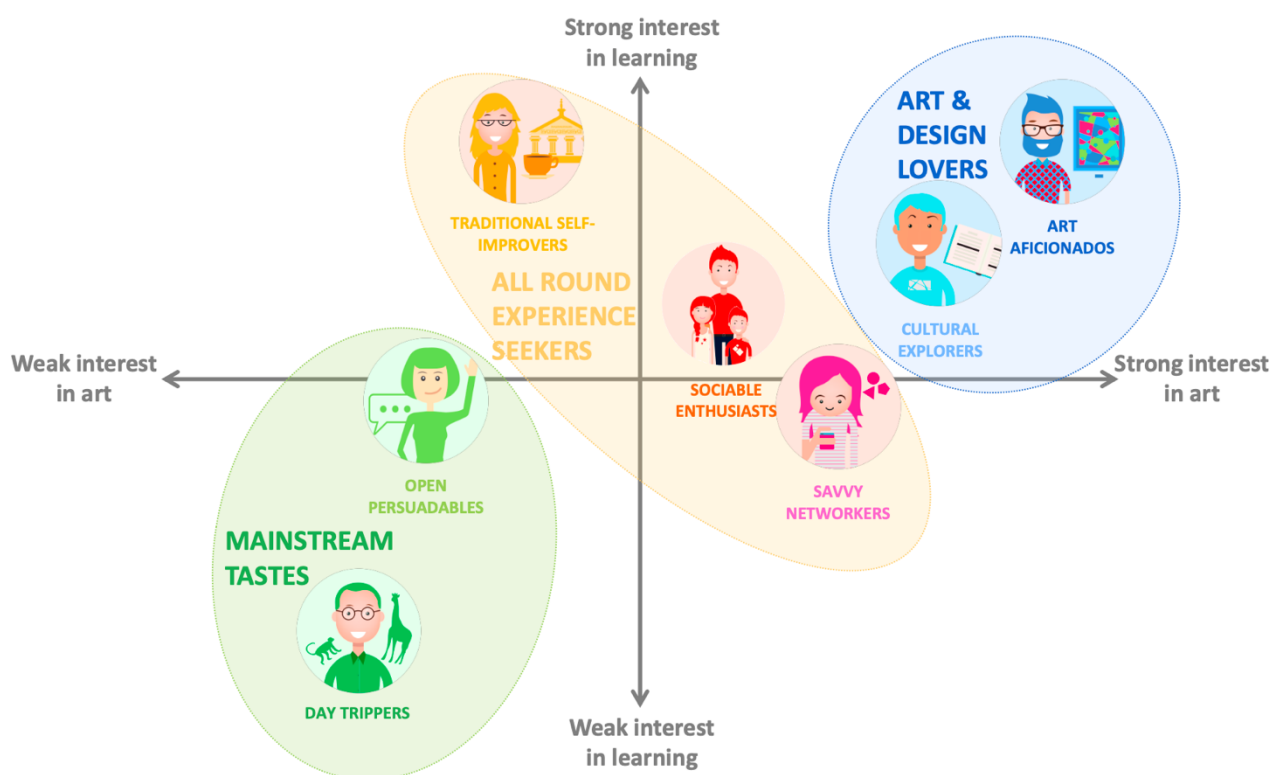 Strong interest
in learning
ART &
DESIGN
LOVERS
TRADITIONAL SELF-
IMPROVERS
ART
AFICIONADOS
ALL ROUND
EXPERIENCE
SEEKERS
CULTURAL
EXPLORERS
Weak interest
in art
Strong interest
in art
SOCIABLE
ENTHUSIASTS
OPEN
PERSUADABLES
SAVVY
NETWORKERS
MAINSTREAM
TASTES
DAY TRIPPERS
Weak interest
in learning